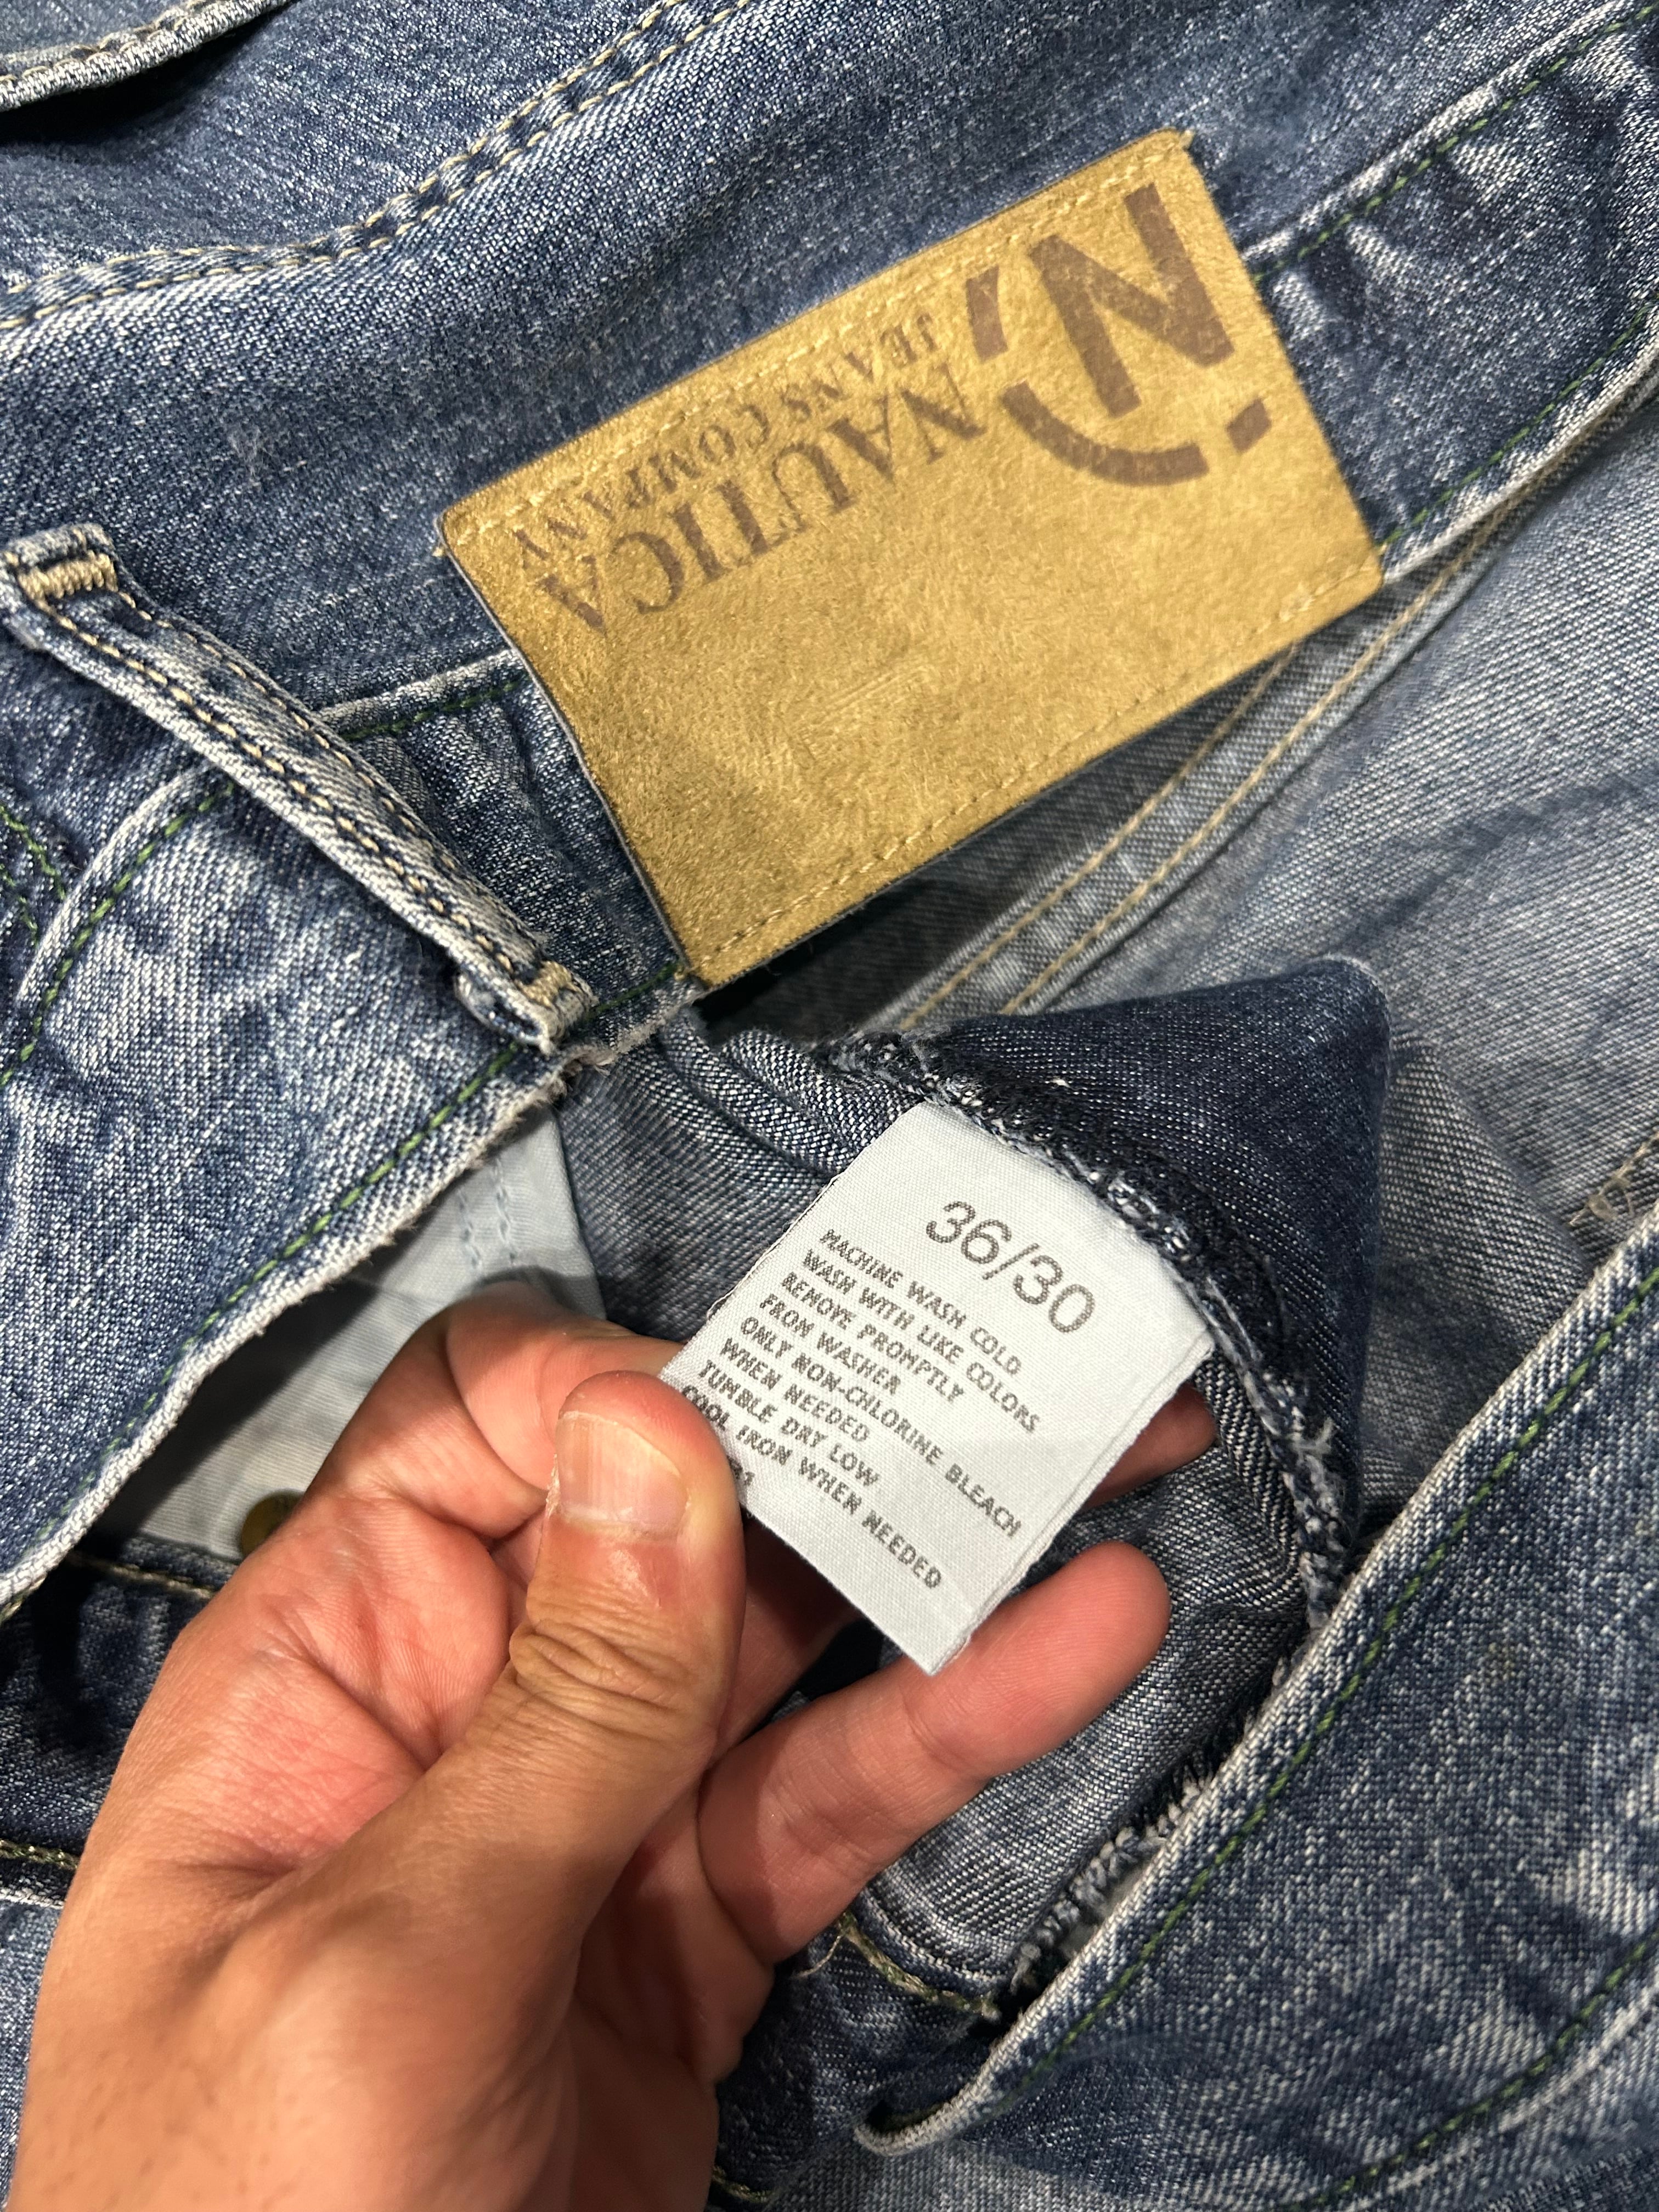 NJ
NAUTICA
JEANS COMPANY
36/30
MACHINE WASH COLD
WASH WITH LIKE COLORS
REMOVE PROMPTLY
FROM WASHER
ONLY NON-CHLORINE BLEACH
WHEN NEEDED
TUMBLE DRY LOW
COOL IRON WHEN NEEDED